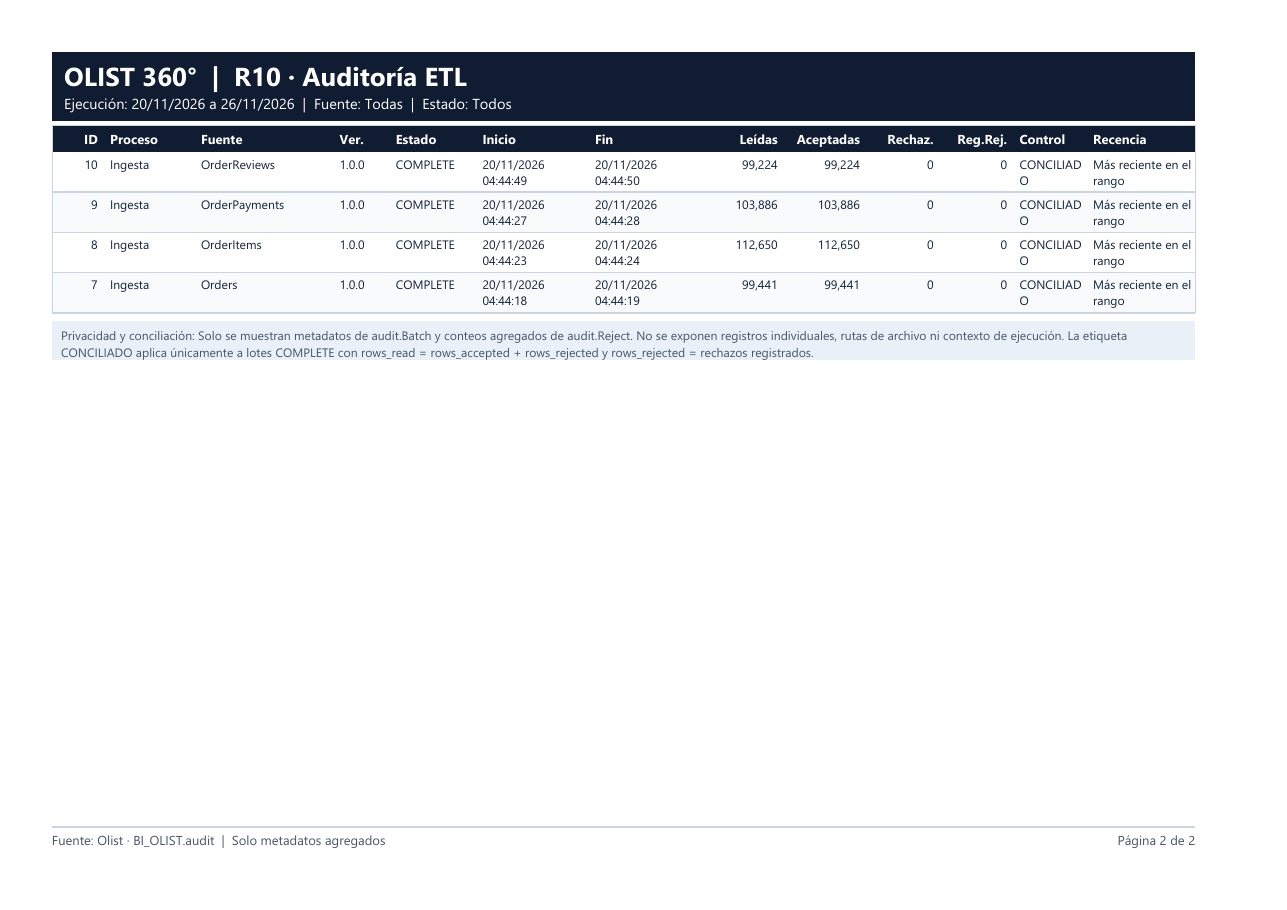 OLIST 360° | R10 · Auditoría ETL
Ejecución: 20/11/2026 a 26/11/2026 | Fuente: Todas | Estado: Todos
ID Proceso Fuente Ver. Estado Inicio Fin Leídas Aceptadas Rechaz. Reg.Rej. Control Recencia
10 Ingesta OrderReviews 1.0.0 COMPLETE 20/11/2026 20/11/2026 99,224 99,224 0 0 CONCILIAD Más reciente en el
04:44:49 04:44:50 O rango
9 Ingesta OrderPayments 1.0.0 COMPLETE 20/11/2026 20/11/2026 103,886 103,886 0 0 CONCILIAD Más reciente en el
04:44:27 04:44:28 O rango
8 Ingesta OrderItems 1.0.0 COMPLETE 20/11/2026 20/11/2026 112,650 112,650 0 0 CONCILIAD Más reciente en el
04:44:23 04:44:24 O rango
7 Ingesta Orders 1.0.0 COMPLETE 20/11/2026 20/11/2026 99,441 99,441 0 0 CONCILIAD Más reciente en el
04:44:18 04:44:19 O rango
Privacidad y conciliación: Solo se muestran metadatos de audit.Batch y conteos agregados de audit.Reject. No se exponen registros individuales, rutas de archivo ni contexto de ejecución. La etiqueta
CONCILIADO aplica únicamente a lotes COMPLETE con rows_read = rows_accepted + rows_rejected y rows_rejected = rechazos registrados.
Fuente: Olist · BI_OLIST.audit | Solo metadatos agregados
Página 2 de 2